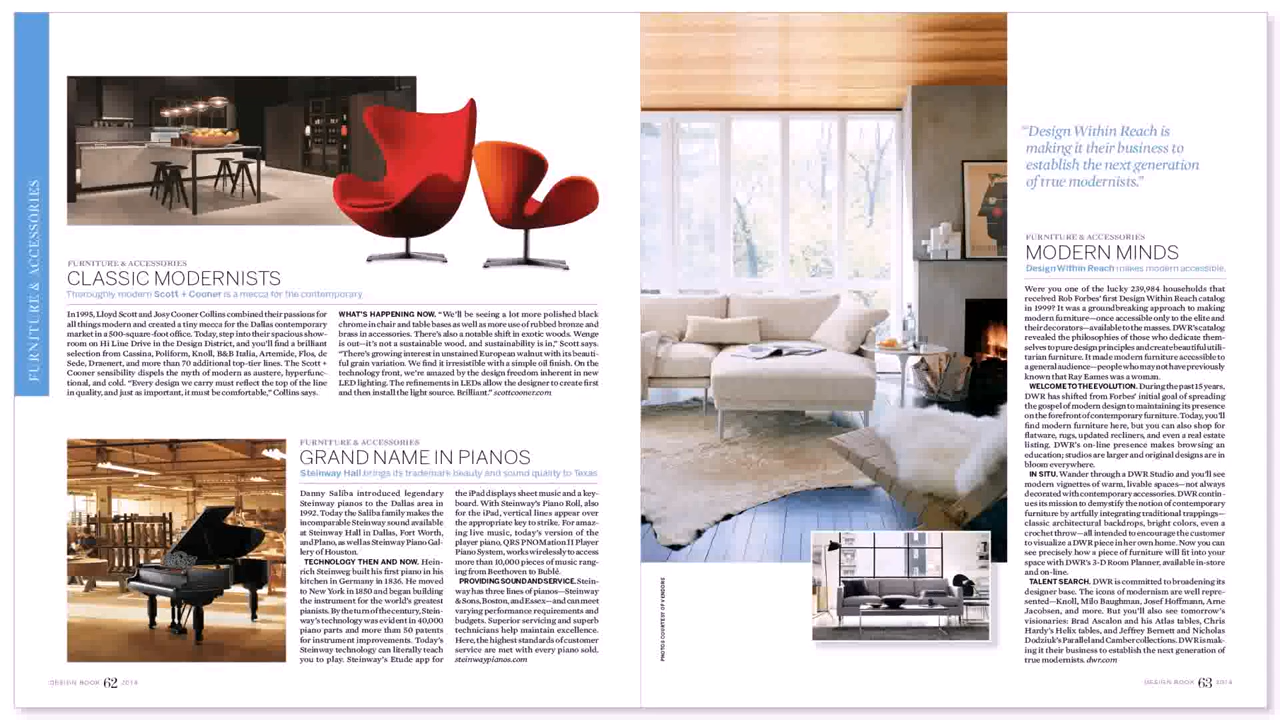 FURNITURE & ACCESSORIES
FURNITURE & ACCESSORIES
CLASSIC MODERNISTS
Thoroughly modern Scott + Cooner is a mecca for the contemporary.
In 1995, Lloyd Scott and Josy Cooner Collins combined their passions for
all things modern and created a tiny mecca for the Dallas contemporary
market in a 500-square-foot office. Today, step into their spacious show-
room on Hi Line Drive in the Design District, and you'll find a brilliant
selection from Cassina, Poliform, Knoll, B&B Italia, Artemide, Flos, de
Sede, Draenert, and more than 70 additional top-tier lines. The Scott +
Cooner sensibility dispels the myth of modern as austere, hyperfunc-
tional, and cold. "Every design we carry must reflect the top of the line
in quality, and just as important, it must be comfortable," Collins says.
WHAT'S HAPPENING NOW. "We'll be seeing a lot more polished black
chrome in chair and table bases as well as more use of rubbed bronze and
brass in accessories. There's also a notable shift in exotic woods. Wenge
is out—it's not a sustainable wood, and sustainability is in," Scott says.
"There's growing interest in unstained European walnut with its beauti-
ful grain variation. We find it irresistible with a simple oil finish. On the
technology front, we're amazed by the design freedom inherent in new
LED lighting. The refinements in LEDs allow the designer to create first
and then install the light source. Brilliant." scottcooner.com
FURNITURE & ACCESSORIES
GRAND NAME IN PIANOS
Steinway Hall brings its trademark beauty and sound quality to Texas.
Danny Saliba introduced legendary
Steinway pianos to the Dallas area in
1992. Today the Saliba family makes the
incomparable Steinway sound available
at Steinway Hall in Dallas, Fort Worth,
and Plano, as well as Steinway Piano Gal-
lery of Houston.
TECHNOLOGY THEN AND NOW. Hein-
rich Steinweg built his first piano in his
kitchen in Germany in 1836. He moved
to New York in 1850 and began building
the instrument for the world's greatest
pianists. By the turn of the century, Stein-
way's technology was evident in 40,000
piano parts and more than 50 patents
for instrument improvements. Today's
Steinway technology can literally teach
you to play. Steinway's Etude app for
the iPad displays sheet music and a key-
board. With Steinway's Piano Roll, also
for the iPad, vertical lines appear over
the appropriate key to strike. For amaz-
ing live music, today's version of the
player piano, QRS PNOMation II Player
Piano System, works wirelessly to access
more than 10,000 pieces of music rang-
ing from Beethoven to Bublé.
PROVIDING SOUND AND SERVICE. Stein-
way has three lines of pianos—Steinway
& Sons, Boston, and Essex—and can meet
varying performance requirements and
budgets. Superior servicing and superb
technicians help maintain excellence.
Here, the highest standards of customer
service are met with every piano sold.
steinwaypianos.com
DESIGN BOOK 62 2014
PHOTOS COURTESY OF VENDORS
"Design Within Reach is
making it their business to
establish the next generation
of true modernists."
FURNITURE & ACCESSORIES
MODERN MINDS
Design Within Reach makes modern accessible.
Were you one of the lucky 239,984 households that
received Rob Forbes' first Design Within Reach catalog
in 1999? It was a groundbreaking approach to making
modern furniture—once accessible only to the elite and
their decorators—available to the masses. DWR's catalog
revealed the philosophies of those who dedicate them-
selves to pure design principles and create beautiful utili-
tarian furniture. It made modern furniture accessible to
a general audience—people who may not have previously
known that Ray Eames was a woman.
WELCOME TO THE EVOLUTION. During the past 15 years,
DWR has shifted from Forbes' initial goal of spreading
the gospel of modern design to maintaining its presence
on the forefront of contemporary furniture. Today, you'll
find modern furniture here, but you can also shop for
flatware, rugs, updated recliners, and even a real estate
listing. DWR's on-line presence makes browsing an
education; studios are larger and original designs are in
bloom everywhere.
IN SITU. Wander through a DWR Studio and you'll see
modern vignettes of warm, livable spaces—not always
decorated with contemporary accessories. DWR contin-
ues its mission to demystify the notion of contemporary
furniture by artfully integrating traditional trappings—
classic architectural backdrops, bright colors, even a
crochet throw—all intended to encourage the customer
to visualize a DWR piece in her own home. Now you can
see precisely how a piece of furniture will fit into your
space with DWR's 3-D Room Planner, available in-store
and on-line.
TALENT SEARCH. DWR is committed to broadening its
designer base. The icons of modernism are well repre-
sented—Knoll, Milo Baughman, Josef Hoffmann, Arne
Jacobsen, and more. But you'll also see tomorrow's
visionaries: Brad Ascalon and his Atlas tables, Chris
Hardy's Helix tables, and Jeffrey Bernett and Nicholas
Dodziuk's Parallel and Camber collections. DWR is mak-
ing it their business to establish the next generation of
true modernists. dwr.com
DESIGN BOOK 63 2014